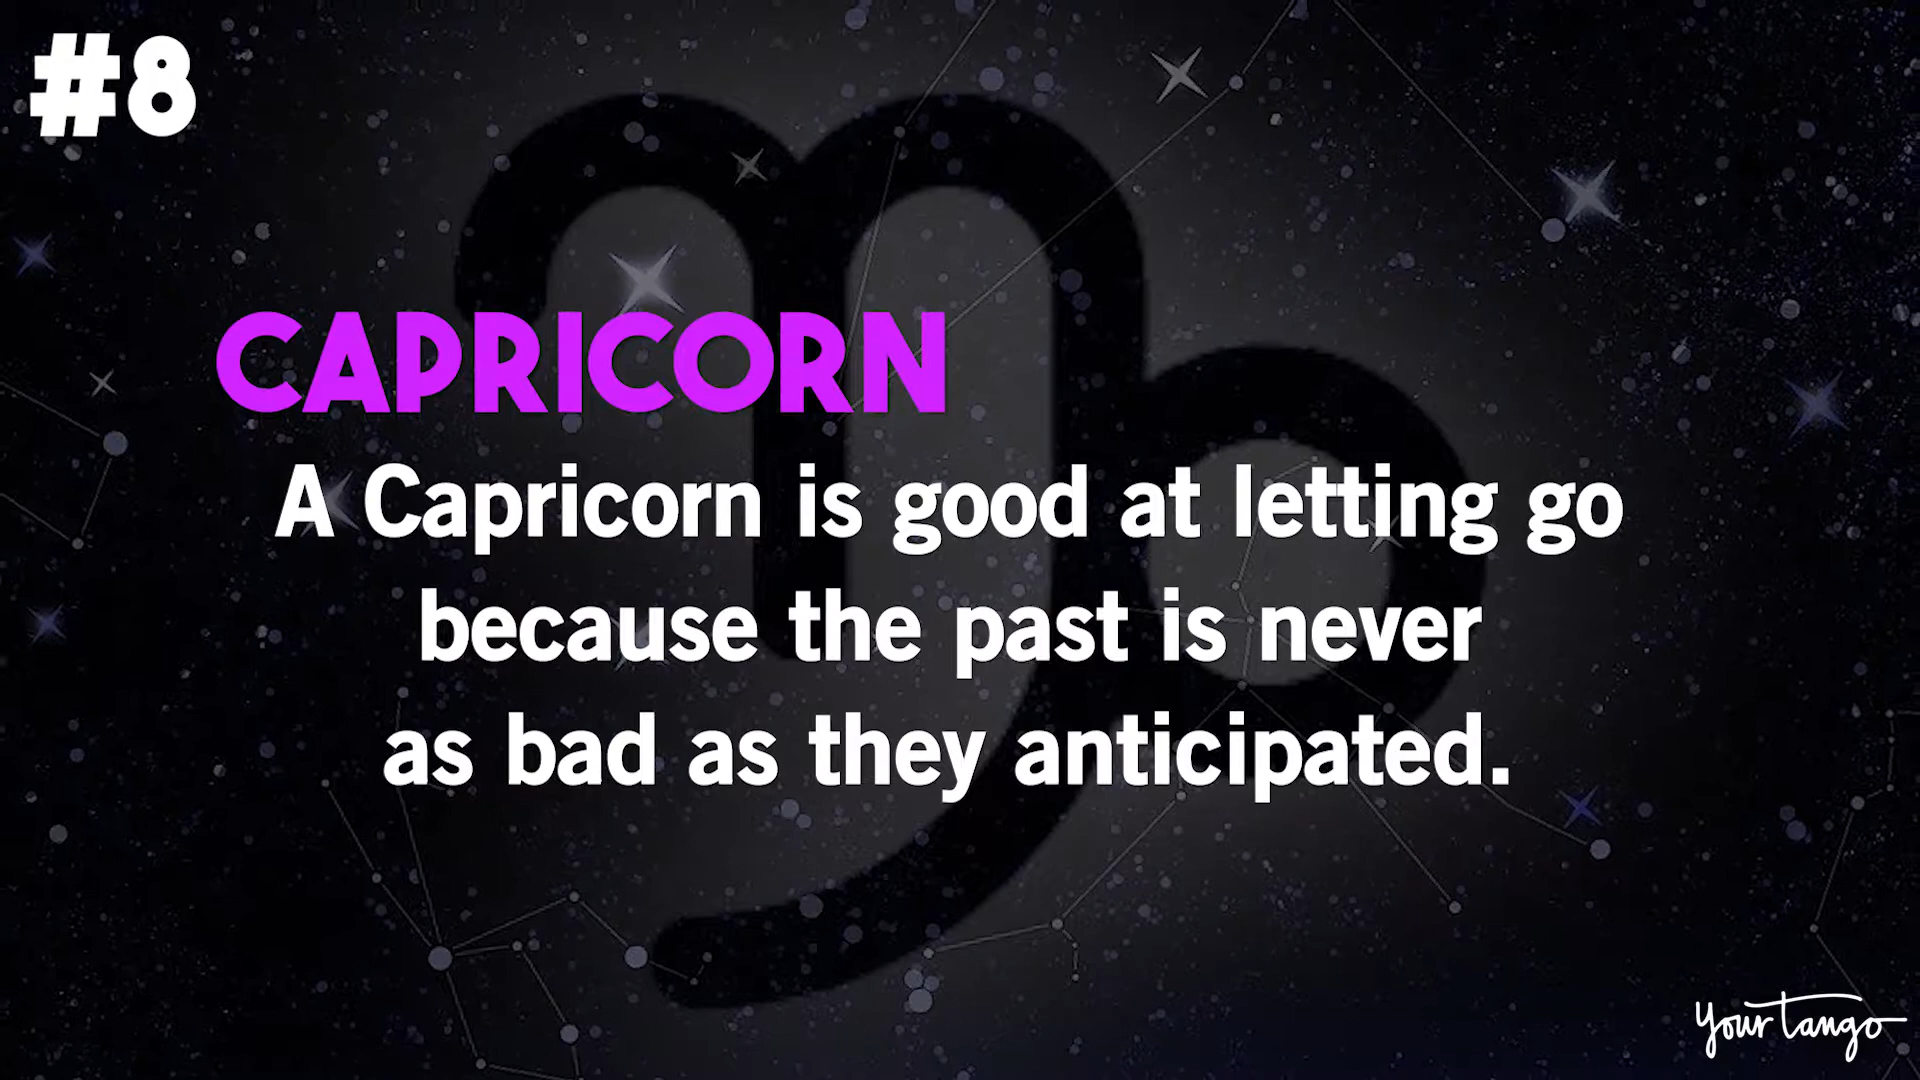 #8
CAPRICORN
A Capricorn is good at letting go
because the past is never
as bad as they anticipated.
yourtango